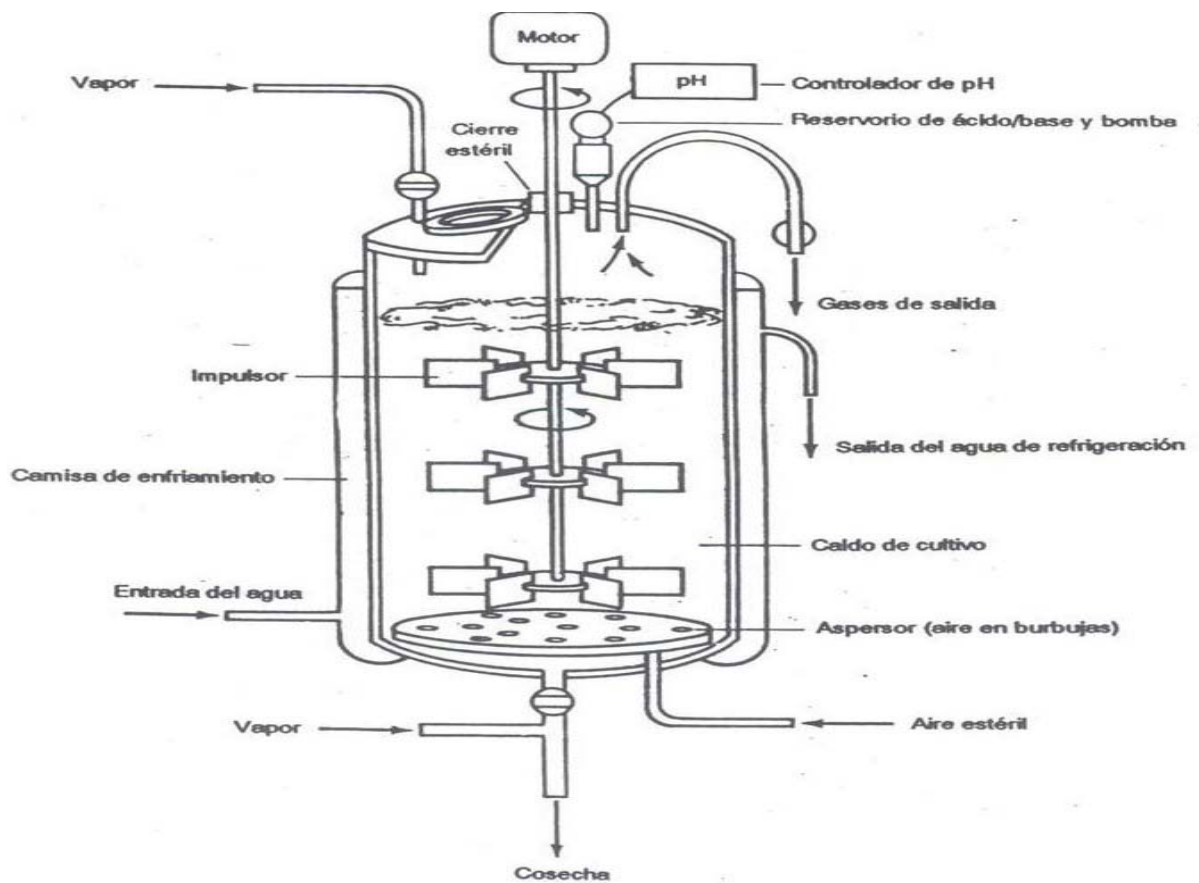 Motor
Vapor
pH
Controlador de pH
Reservorio de ácido/base y bomba
Cierre
estéril
Gases de salida
Impulsor
Salida del agua de refrigeración
Camisa de enfriamiento
Caldo de cultivo
Entrada del agua
Aspersor (aire en burbujas)
Vapor
Aire estéril
Cosecha